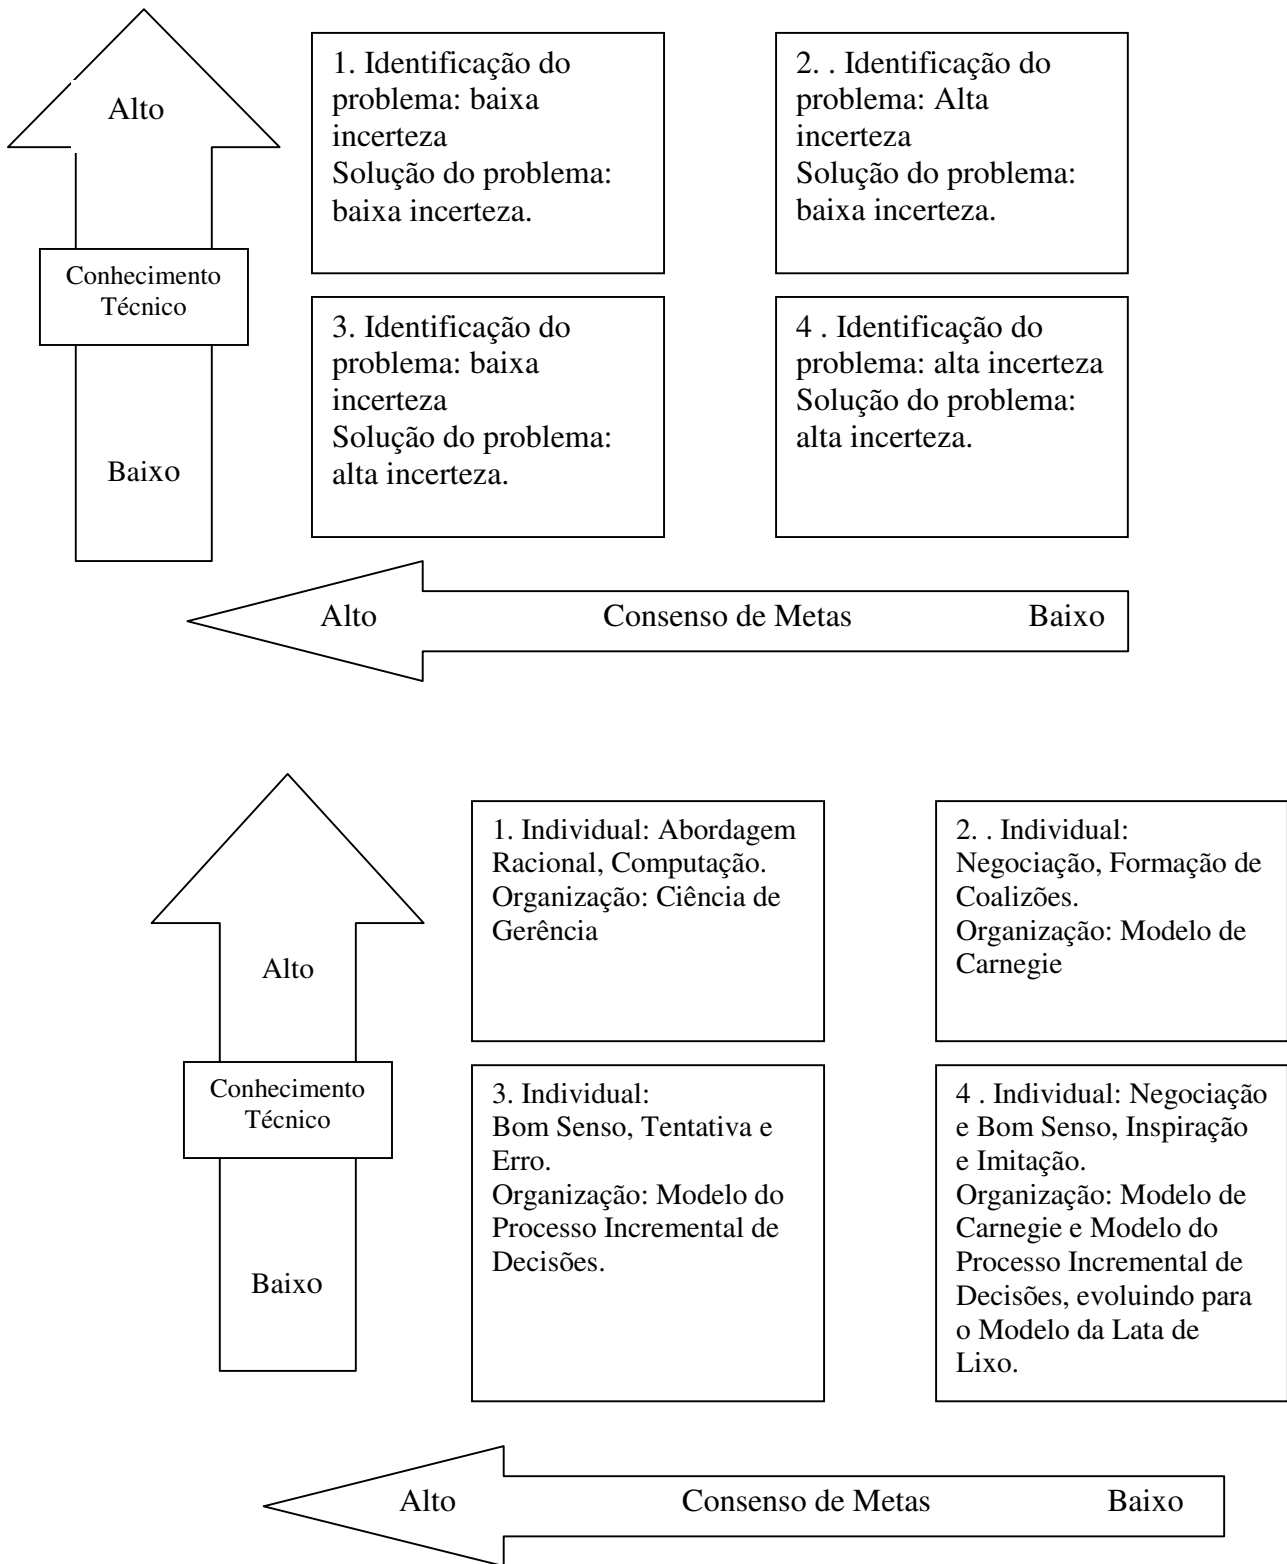 Alto
Conhecimento
Técnico
Baixo
1. Identificação do
problema: baixa
incerteza
Solução do problema:
baixa incerteza.
2. . Identificação do
problema: Alta
incerteza
Solução do problema:
baixa incerteza.
3. Identificação do
problema: baixa
incerteza
Solução do problema:
alta incerteza.
4 . Identificação do
problema: alta incerteza
Solução do problema:
alta incerteza.
Alto Consenso de Metas Baixo
Alto
Conhecimento
Técnico
Baixo
1. Individual: Abordagem
Racional, Computação.
Organização: Ciência de
Gerência
2. . Individual:
Negociação, Formação de
Coalizões.
Organização: Modelo de
Carnegie
3. Individual:
Bom Senso, Tentativa e
Erro.
Organização: Modelo do
Processo Incremental de
Decisões.
4 . Individual: Negociação
e Bom Senso, Inspiração
e Imitação.
Organização: Modelo de
Carnegie e Modelo do
Processo Incremental de
Decisões, evoluindo para
o Modelo da Lata de
Lixo.
Alto Consenso de Metas Baixo